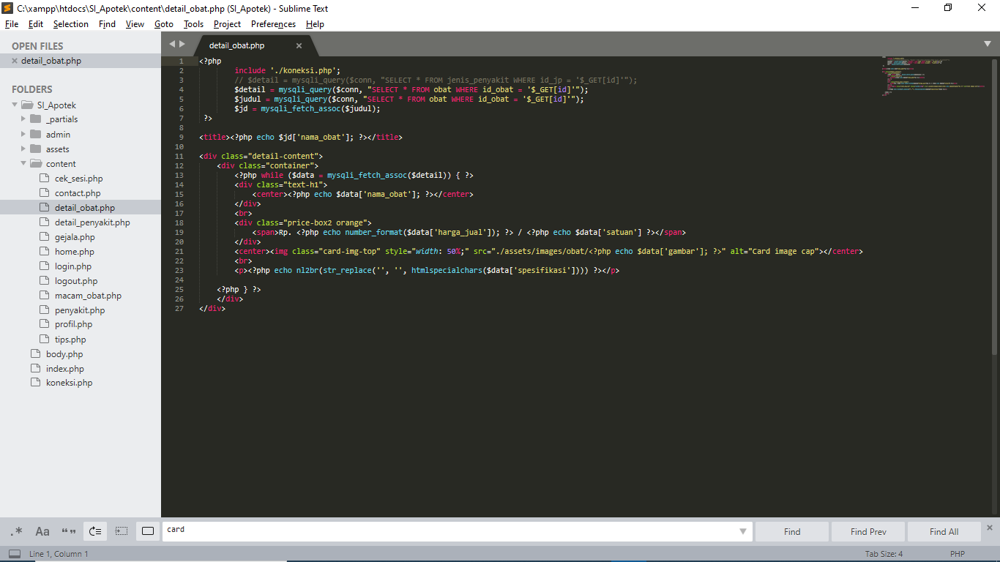 C:\xampp\htdocs\SI_Apotek\content\detail_obat.php (SI_Apotek) - Sublime Text
File Edit Selection Find View Goto Tools Project Preferences Help
OPEN FILES
detail_obat.php
FOLDERS
SI_Apotek
_partials
admin
assets
content
cek_sesi.php
contact.php
detail_obat.php
detail_penyakit.php
gejala.php
home.php
login.php
logout.php
macam_obat.php
penyakit.php
profil.php
tips.php
body.php
index.php
koneksi.php
detail_obat.php
1 <?php
2 include './koneksi.php';
3 // $detail = mysqli_query($conn, "SELECT * FROM jenis_penyakit WHERE id_jp = '$_GET[id]'");
4 $detail = mysqli_query($conn, "SELECT * FROM obat WHERE id_obat = '$_GET[id]'");
5 $judul = mysqli_query($conn, "SELECT * FROM obat WHERE id_obat = '$_GET[id]'");
6 $jd = mysqli_fetch_assoc($judul);
7 ?>
8
9 <title><?php echo $jd['nama_obat']; ?></title>
10
11 <div class="detail-content">
12 <div class="container">
13 <?php while ($data = mysqli_fetch_assoc($detail)) { ?>
14 <div class="text-h1">
15 <center><?php echo $data['nama_obat']; ?></center>
16 </div>
17 <br>
18 <div class="price-box2 orange">
19 <span>Rp. <?php echo number_format($data['harga_jual']); ?> / <?php echo $data['satuan'] ?></span>
20 </div>
21 <center><img class="card-img-top" style="width: 50%;" src="./assets/images/obat/<?php echo $data['gambar']; ?>" alt="Card image cap"></center>
22 <br>
23 <p><?php echo nl2br(str_replace('', '', htmlspecialchars($data['spesifikasi']))) ?></p>
24
25 <?php } ?>
26 </div>
27 </div>
.* Aa “” card Find Find Prev Find All
Line 1, Column 1 Tab Size: 4 PHP